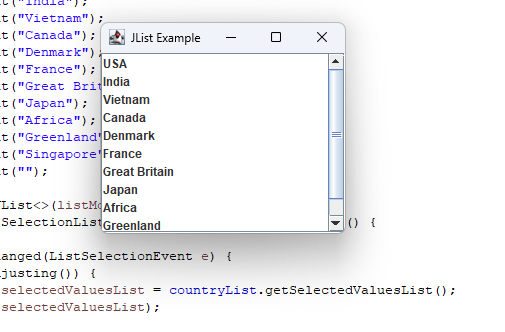 t("India");
t("Vietnam");
t("Canada");
t("Denmark");
t("France");
t("Great Brit
t("Japan");
t("Africa");
t("Greenland"
t("Singapore"
t("");
JList Example
USA
India
Vietnam
Canada
Denmark
France
Great Britain
Japan
Africa
Greenland
List<>(listMo
SelectionList () {
anged(ListSelectionEvent e) {
djusting()) {
selectedValuesList = countryList.getSelectedValuesList();
selectedValuesList);